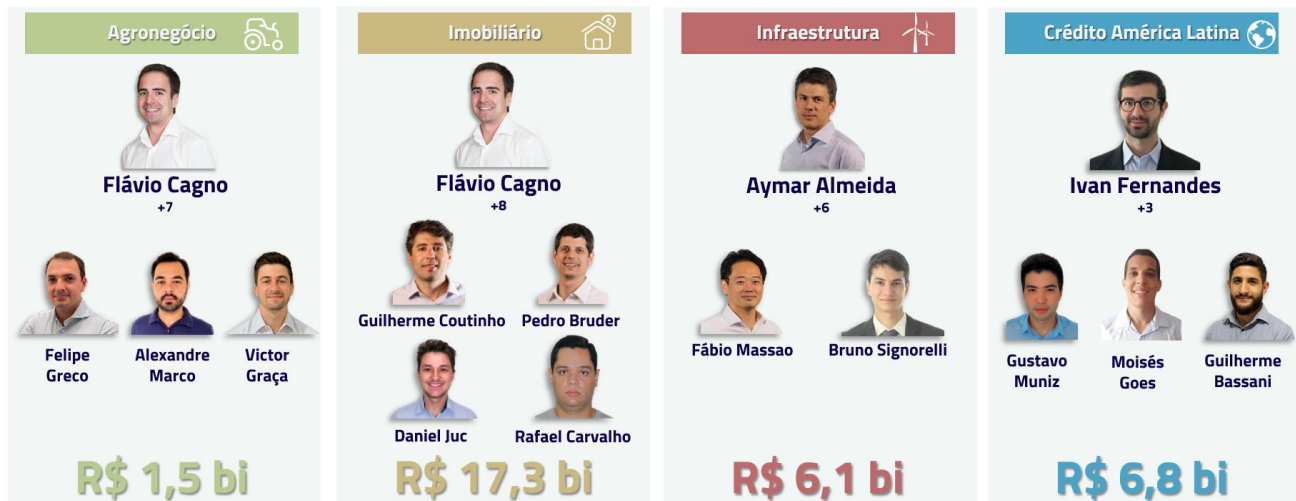 Agronegócio
Flávio Cagno
+7
Felipe
Greco
Alexandre
Marco
Victor
Graça
R$ 1,5 bi
Imobiliário
Flávio Cagno
+8
Guilherme Coutinho
Pedro Bruder
Daniel Juc
Rafael Carvalho
R$ 17,3 bi
Infraestrutura
Aymar Almeida
+6
Fábio Massao
Bruno Signorelli
R$ 6,1 bi
Crédito América Latina
Ivan Fernandes
+3
Gustavo
Muniz
Moisés
Goes
Guilherme
Bassani
R$ 6,8 bi